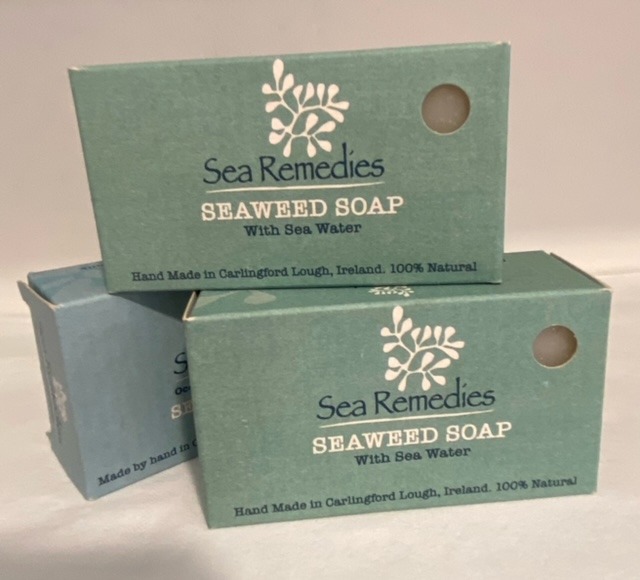 Sea Remedies
SEAWEED SOAP
With Sea Water
Hand Made in Carlingford Lough, Ireland. 100% Natural
Sea Remedies
SEAWEED SOAP
With Sea Water
Hand Made in Carlingford Lough, Ireland. 100% Natural
Made by hand in